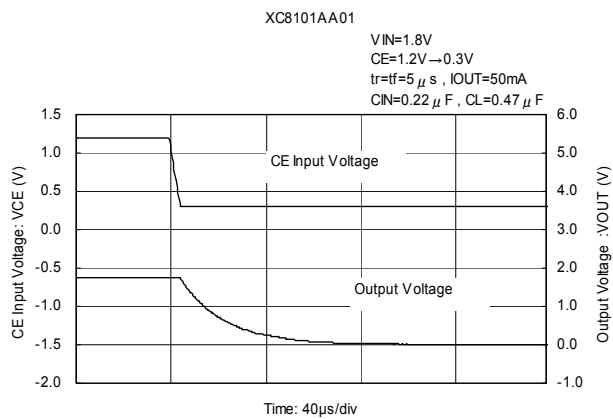 XC8101AA01
VIN=1.8V
CE=1.2V→0.3V
tr=tf=5 μ s , IOUT=50mA
CIN=0.22 μ F , CL=0.47 μ F
1.5
1.0
0.5
0.0
-0.5
-1.0
-1.5
-2.0
CE Input Voltage: VCE (V)
CE Input Voltage
Output Voltage
6.0
5.0
4.0
3.0
2.0
1.0
0.0
-1.0
Output Voltage :VOUT (V)
Time: 40μs/div